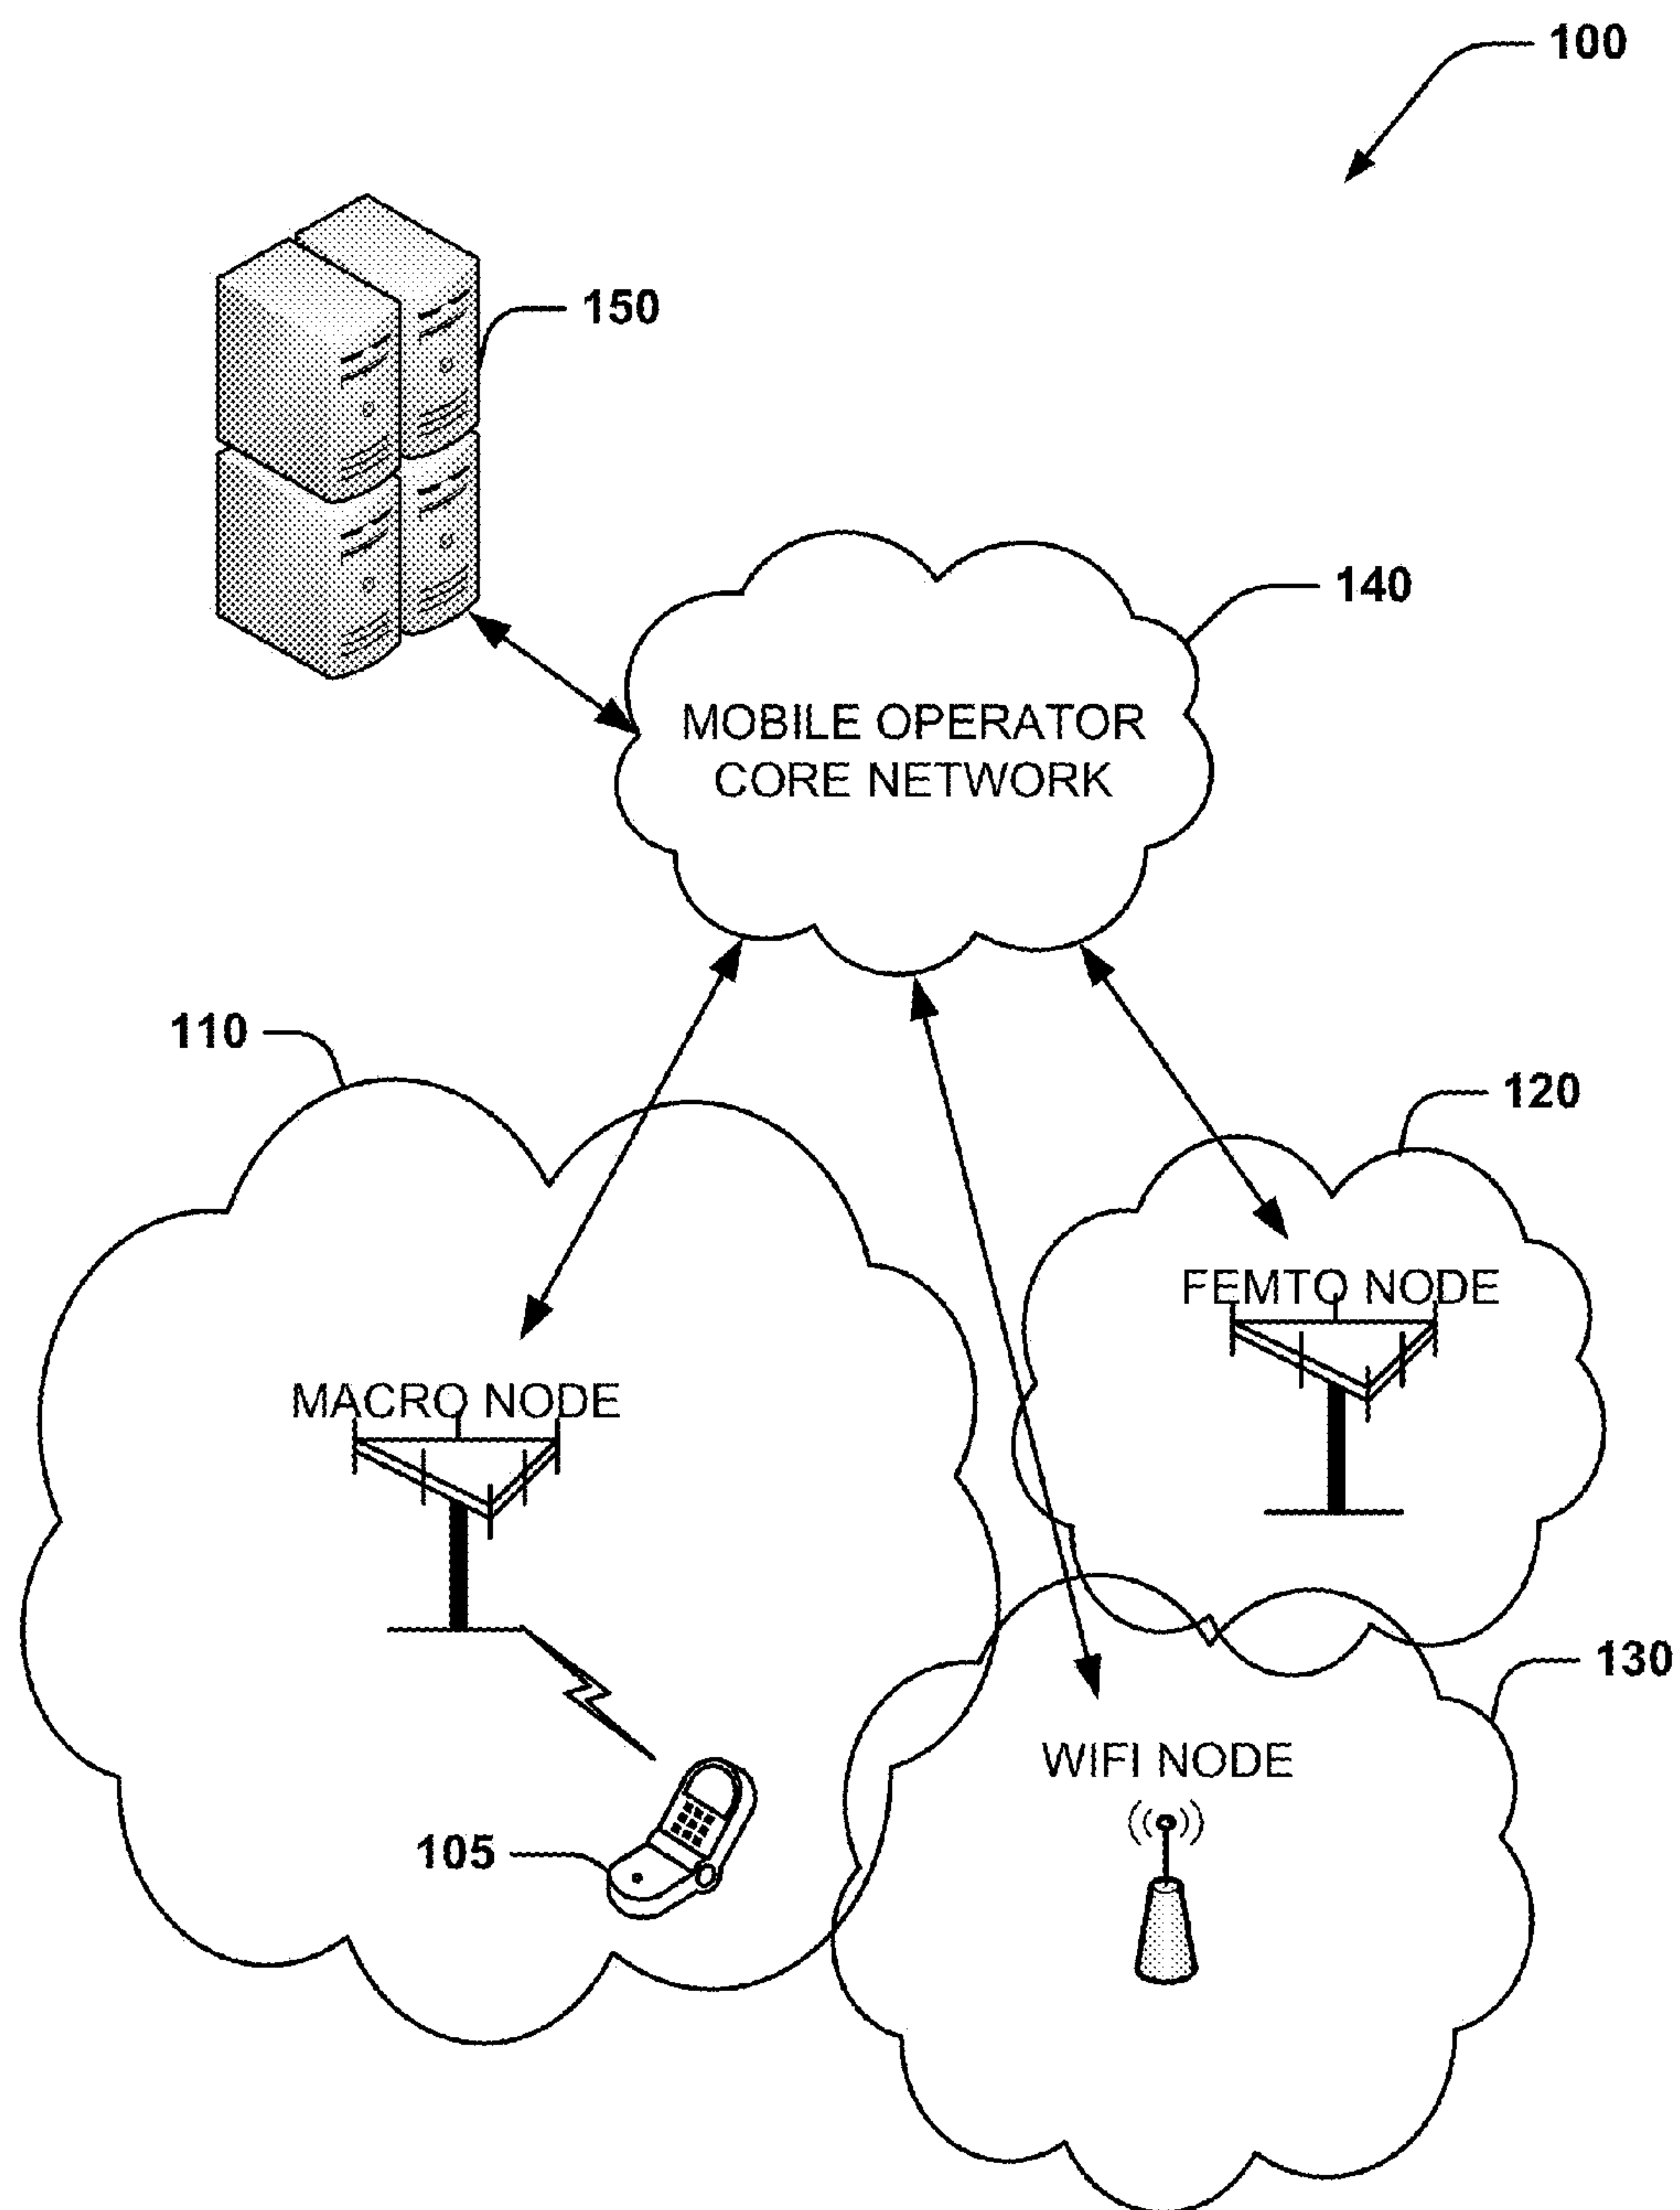 100
150
140
MOBILE OPERATOR
CORE NETWORK
110
120
FEMTO NODE
MACRO NODE
130
WIFI NODE
105